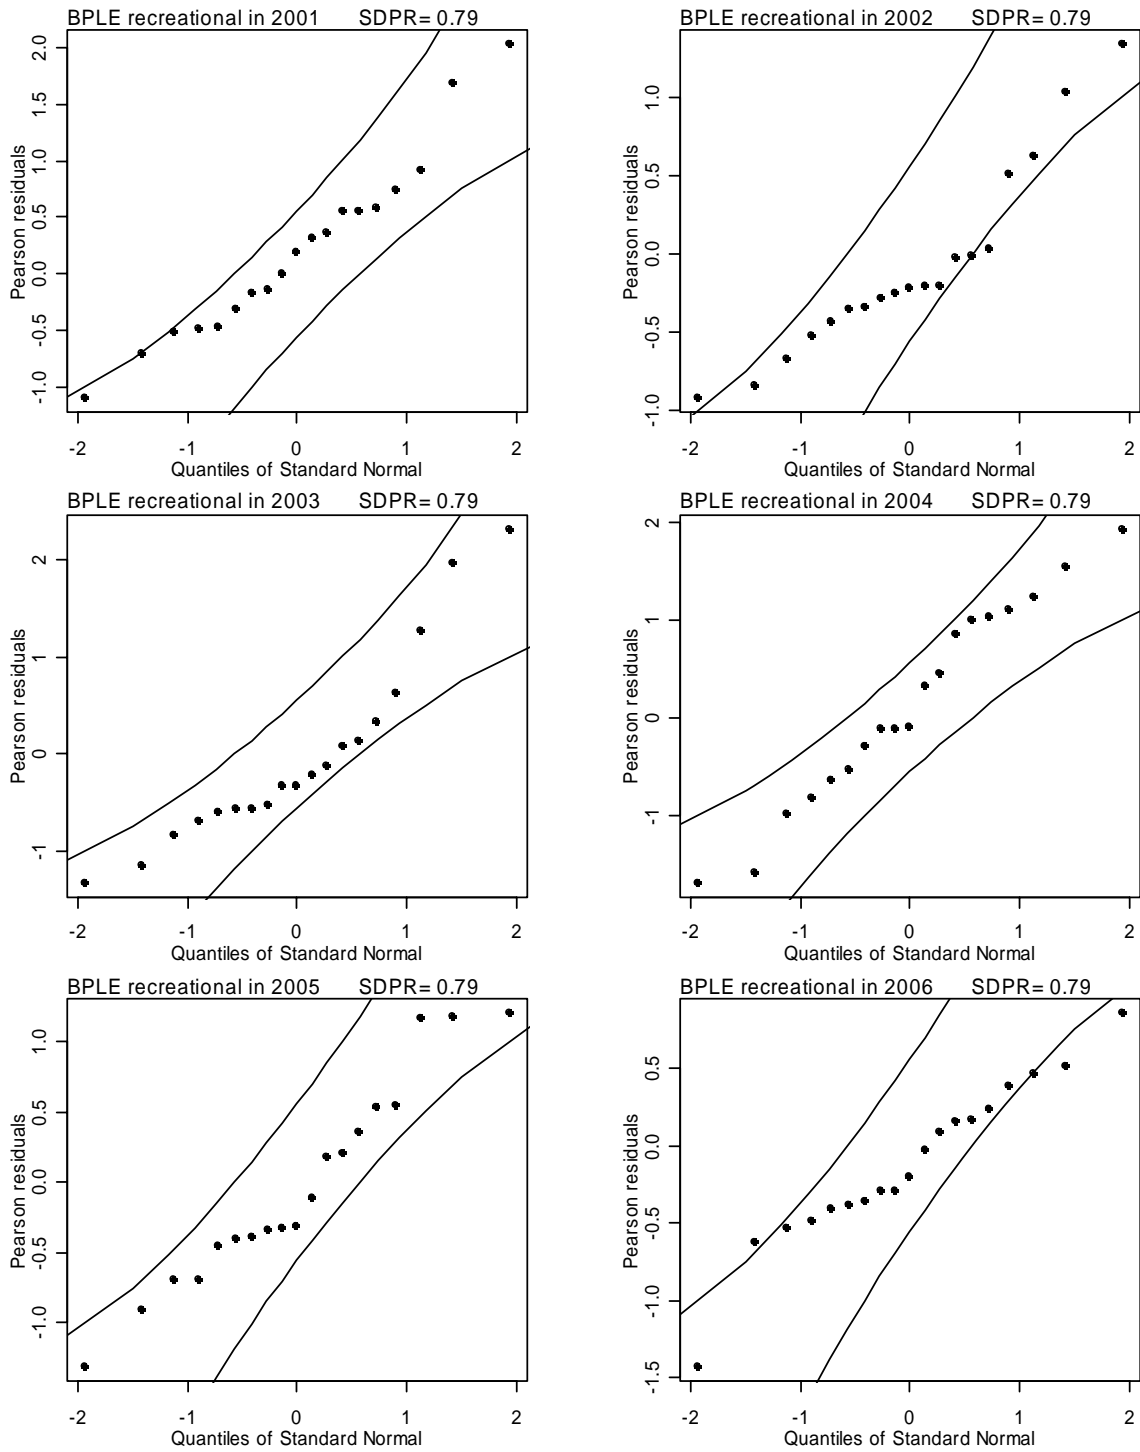 BPLE recreational in 2001 SDPR= 0.79
Pearson residuals
2.0
1.5
1.0
0.5
0.0
-0.5
-1.0
-2 -1 0 1 2
Quantiles of Standard Normal
BPLE recreational in 2002 SDPR= 0.79
Pearson residuals
1.0
0.5
0.0
-0.5
-1.0
-2 -1 0 1 2
Quantiles of Standard Normal
BPLE recreational in 2003 SDPR= 0.79
Pearson residuals
2
1
0
-1
-2 -1 0 1 2
Quantiles of Standard Normal
BPLE recreational in 2004 SDPR= 0.79
Pearson residuals
2
1
0
-1
-2 -1 0 1 2
Quantiles of Standard Normal
BPLE recreational in 2005 SDPR= 0.79
Pearson residuals
1.0
0.5
0.0
-0.5
-1.0
-2 -1 0 1 2
Quantiles of Standard Normal
BPLE recreational in 2006 SDPR= 0.79
Pearson residuals
0.5
0.0
-0.5
-1.0
-1.5
-2 -1 0 1 2
Quantiles of Standard Normal